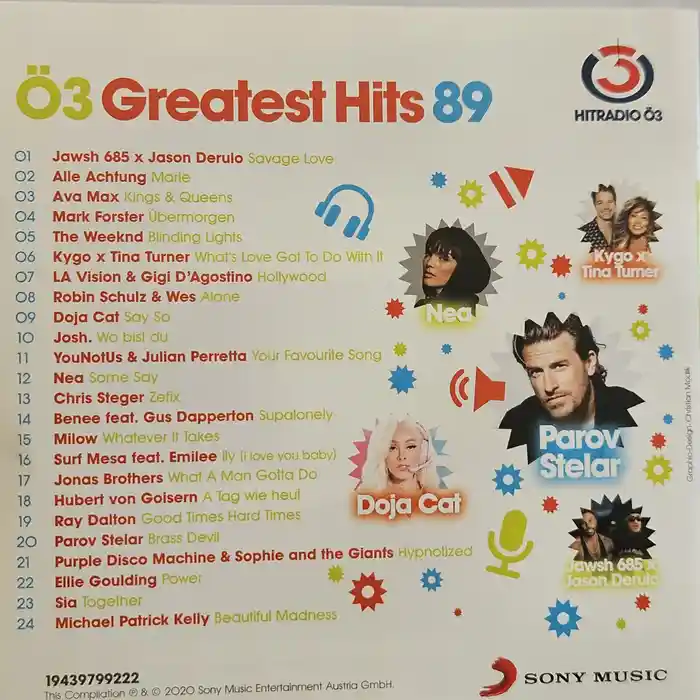 Ö3 Greatest Hits 89
HITRADIO Ö3
01 Jawsh 685 x Jason Derulo Savage Love
02 Alle Achtung Marie
03 Ava Max Kings & Queens
04 Mark Forster Übermorgen
05 The Weeknd Blinding Lights
06 Kygo x Tina Turner What's Love Got To Do With It
07 LA Vision & Gigi D'Agostino Hollywood
08 Robin Schulz & Wes Alane
09 Doja Cat Say So
10 Josh. Wo bist du
11 YouNotUs & Julian Perretta Your Favourite Song
12 Nea Some Say
13 Chris Steger Zefix
14 Benee feat. Gus Dapperton Supalonely
15 Milow Whatever It Takes
16 Surf Mesa feat. Emilee ily (i love you baby)
17 Jonas Brothers What A Man Gotta Do
18 Hubert von Goisern A Tag wie heut
19 Ray Dalton Good Times Hard Times
20 Parov Stelar Brass Devil
21 Purple Disco Machine & Sophie and the Giants Hypnotized
22 Ellie Goulding Power
23 Sia Together
24 Michael Patrick Kelly Beautiful Madness
Kygo x
Tina Turner
Nea
Parov
Stelar
Doja Cat
Jawsh 685 x
Jason Derulo
Graphic-Design: Christian
19439799222
This Compilation ℗ & © 2020 Sony Music Entertainment Austria GmbH.
SONY MUSIC